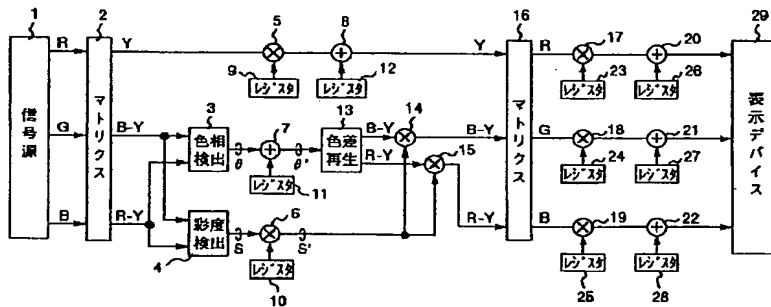 1
2
5
8
16
17
20
29
R
Y
Y
R
9
レジスタ
12
レジスタ
23
レジスタ
26
レジスタ
信号源
マトリクス
3
13
14
マトリクス
表示デバイス
G
B-Y
色相検出
θ
7
θ'
色差再生
B-Y
R-Y
B-Y
15
G
18
21
レジスタ
11
24
レジスタ
27
レジスタ
B
R-Y
彩度検出
S
6
S'
R-Y
B
19
22
4
レジスタ
10
25
レジスタ
28
レジスタ